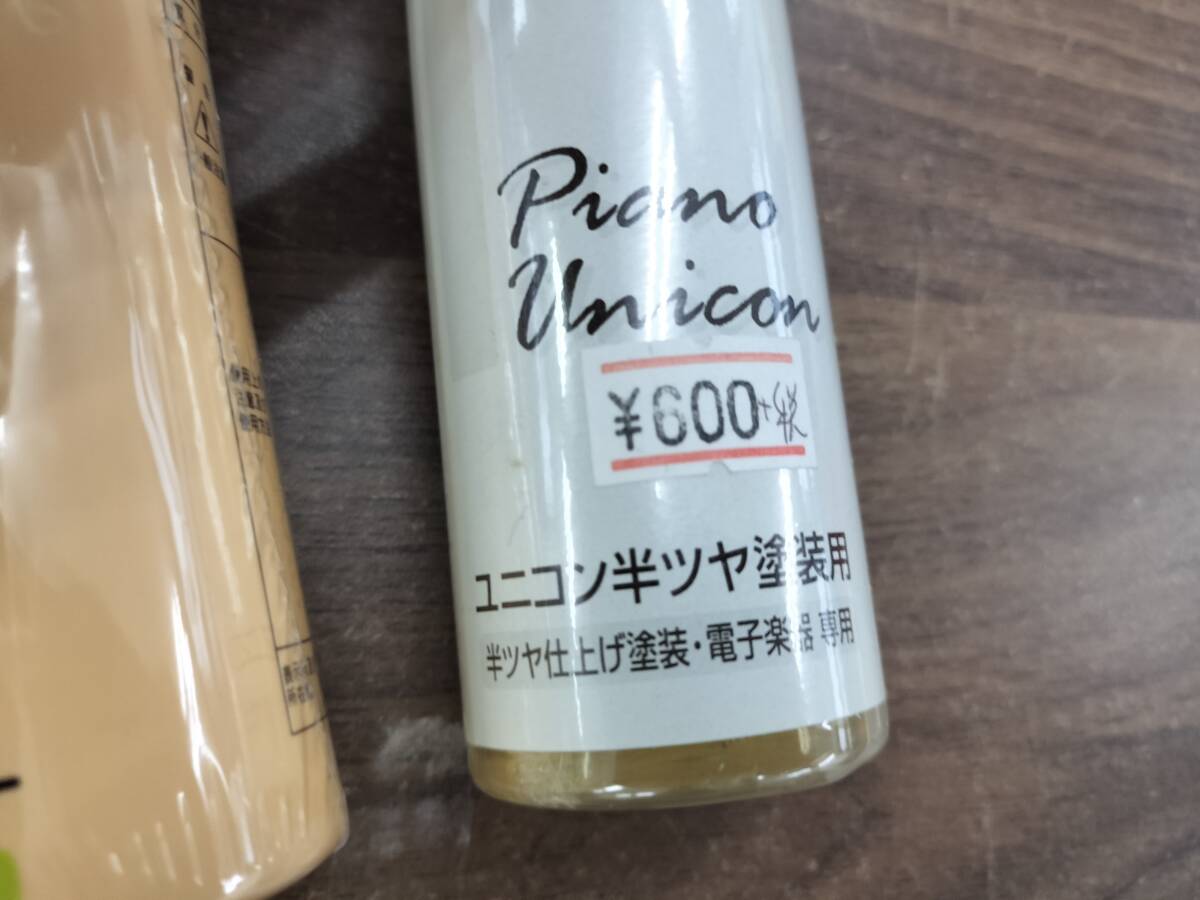 Piano
Unicon
¥600+税
ユニコン半ツヤ塗装用
半ツヤ仕上げ塗装・電子楽器 専用